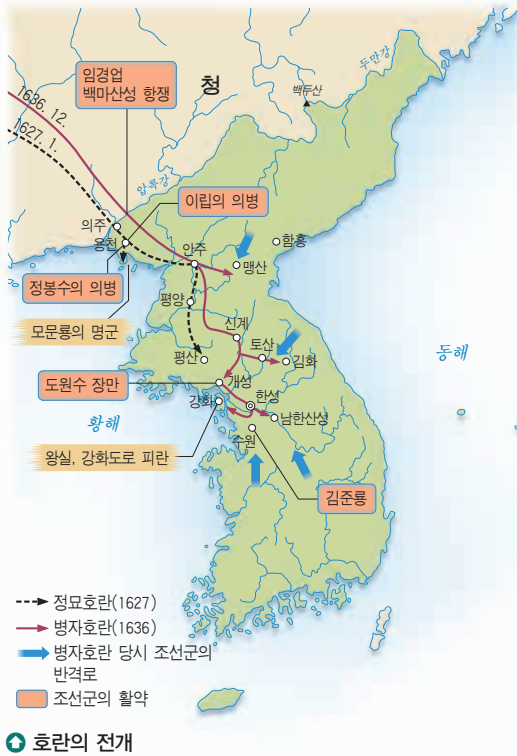 임경업
백마산성 항쟁
청
백두산
두만강
1636. 12.
1627. 1.
압록강
이립의 의병
의주
용천
안주
함흥
맹산
정봉수의 의병
평양
모문룡의 명군
신계
토산
평산
김화
동해
도원수 장만
개성
강화
한성
황해
남한산성
수원
왕실, 강화도로 피란
김준룡
정묘호란(1627)
병자호란(1636)
병자호란 당시 조선군의
반격로
조선군의 활약
호란의 전개